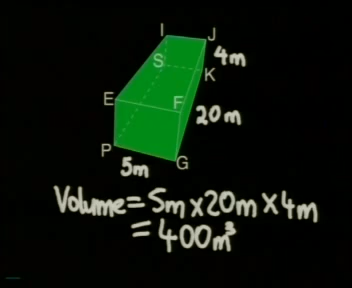 I J
S 4m
K
E F 20m
P
5m G
Volume = 5m x 20m x 4m
= 400m³